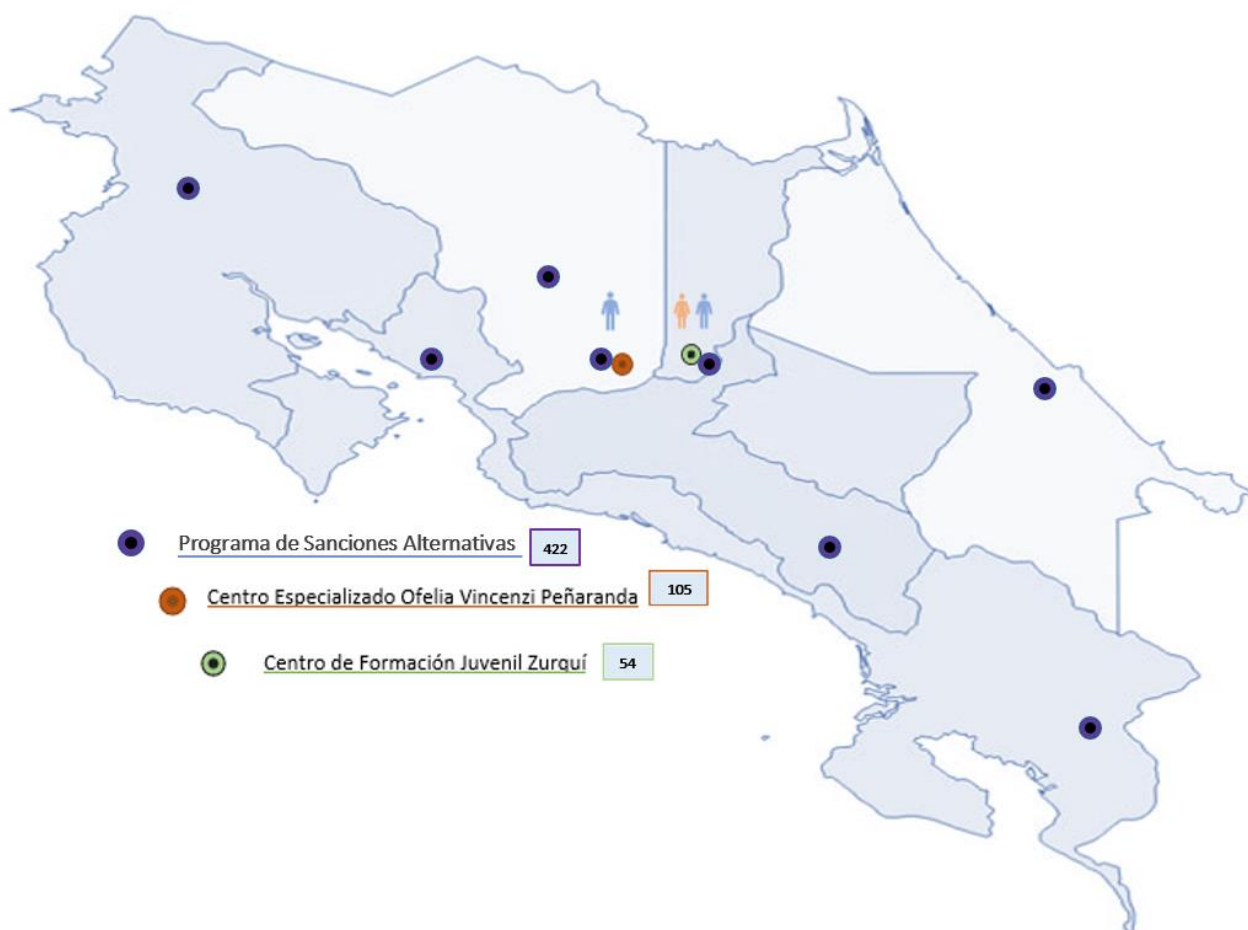 Programa de Sanciones Alternativas 422
Centro Especializado Ofelia Vincenzi Peñaranda 105
Centro de Formación Juvenil Zurquí 54